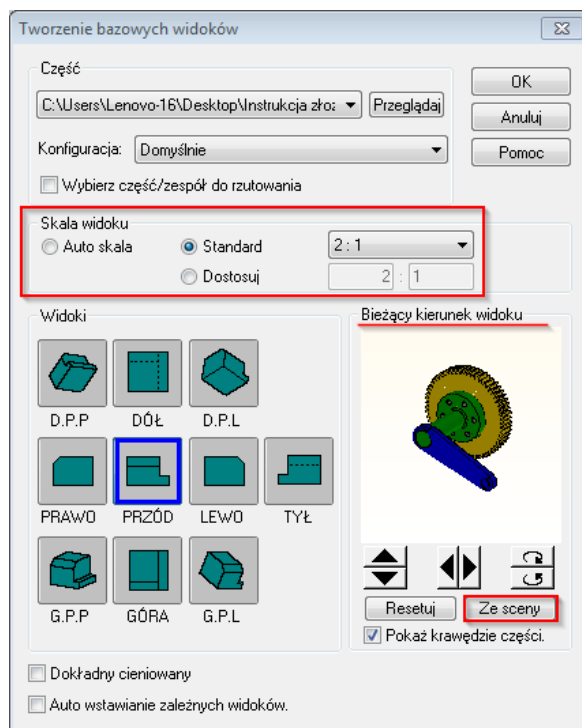 Tworzenie bazowych widoków
Część
C:\Users\Lenovo-16\Desktop\Instrukcja złoż
Przeglądaj
OK
Anuluj
Pomoc
Konfiguracja: Domyślnie
Wybierz część/zespół do rzutowania
Skala widoku
Auto skala
Standard
2 : 1
Dostosuj
2 : 1
Widoki
D.P.P DÓŁ D.P.L
PRAWO PRZÓD LEWO TYŁ
G.P.P GÓRA G.P.L
Bieżący kierunek widoku
Resetuj Ze sceny
Pokaż krawędzie części.
Dokładny cieniowany
Auto wstawianie zależnych widoków.